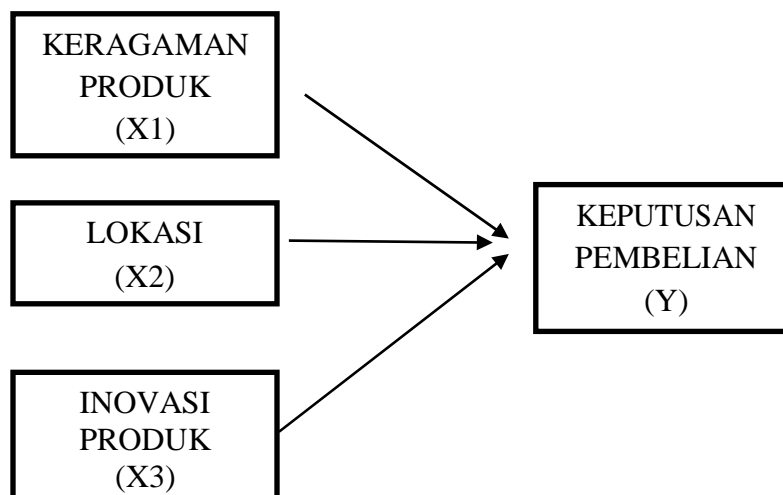 KERAGAMAN
PRODUK
(X1)
LOKASI
(X2)
INOVASI
PRODUK
(X3)
KEPUTUSAN
PEMBELIAN
(Y)